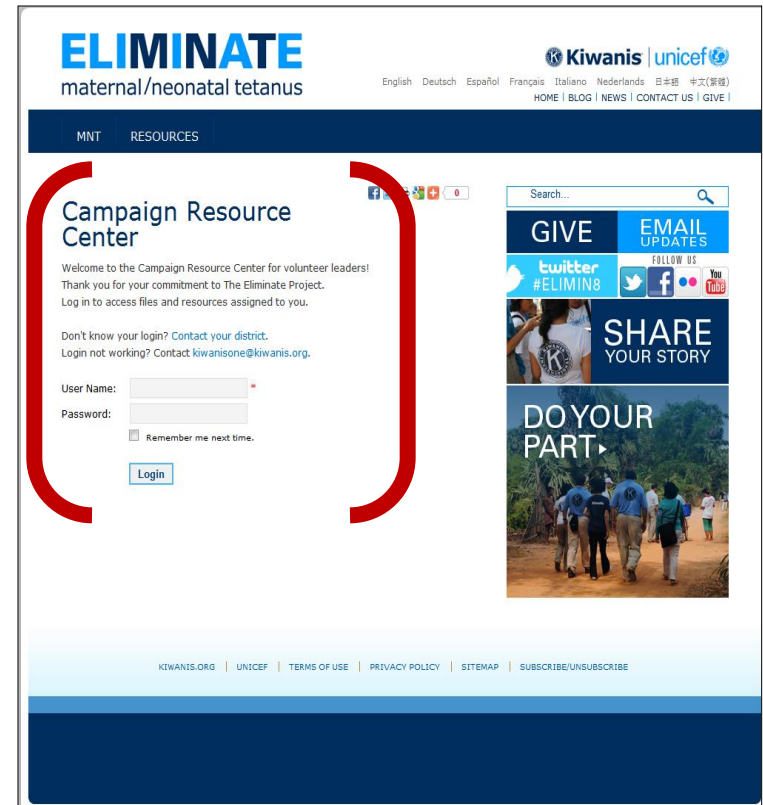 ELIMINATE
maternal/neonatal tetanus
Kiwanis | unicef
English Deutsch Español Français Italiano Nederlands 日本語 中文(繁體)
HOME | BLOG | NEWS | CONTACT US | GIVE |
MNT RESOURCES
0
Search...
Campaign Resource
Center
Welcome to the Campaign Resource Center for volunteer leaders!
Thank you for your commitment to The Eliminate Project.
Log in to access files and resources assigned to you.
Don't know your login? Contact your district.
Login not working? Contact kiwanisone@kiwanis.org.
User Name: *
Password:
Remember me next time.
Login
GIVE
EMAIL
UPDATES
twitter
#ELIMIN8
FOLLOW US
You
Tube
SHARE
YOUR STORY
DO YOUR
PART
KIWANIS.ORG | UNICEF | TERMS OF USE | PRIVACY POLICY | SITEMAP | SUBSCRIBE/UNSUBSCRIBE